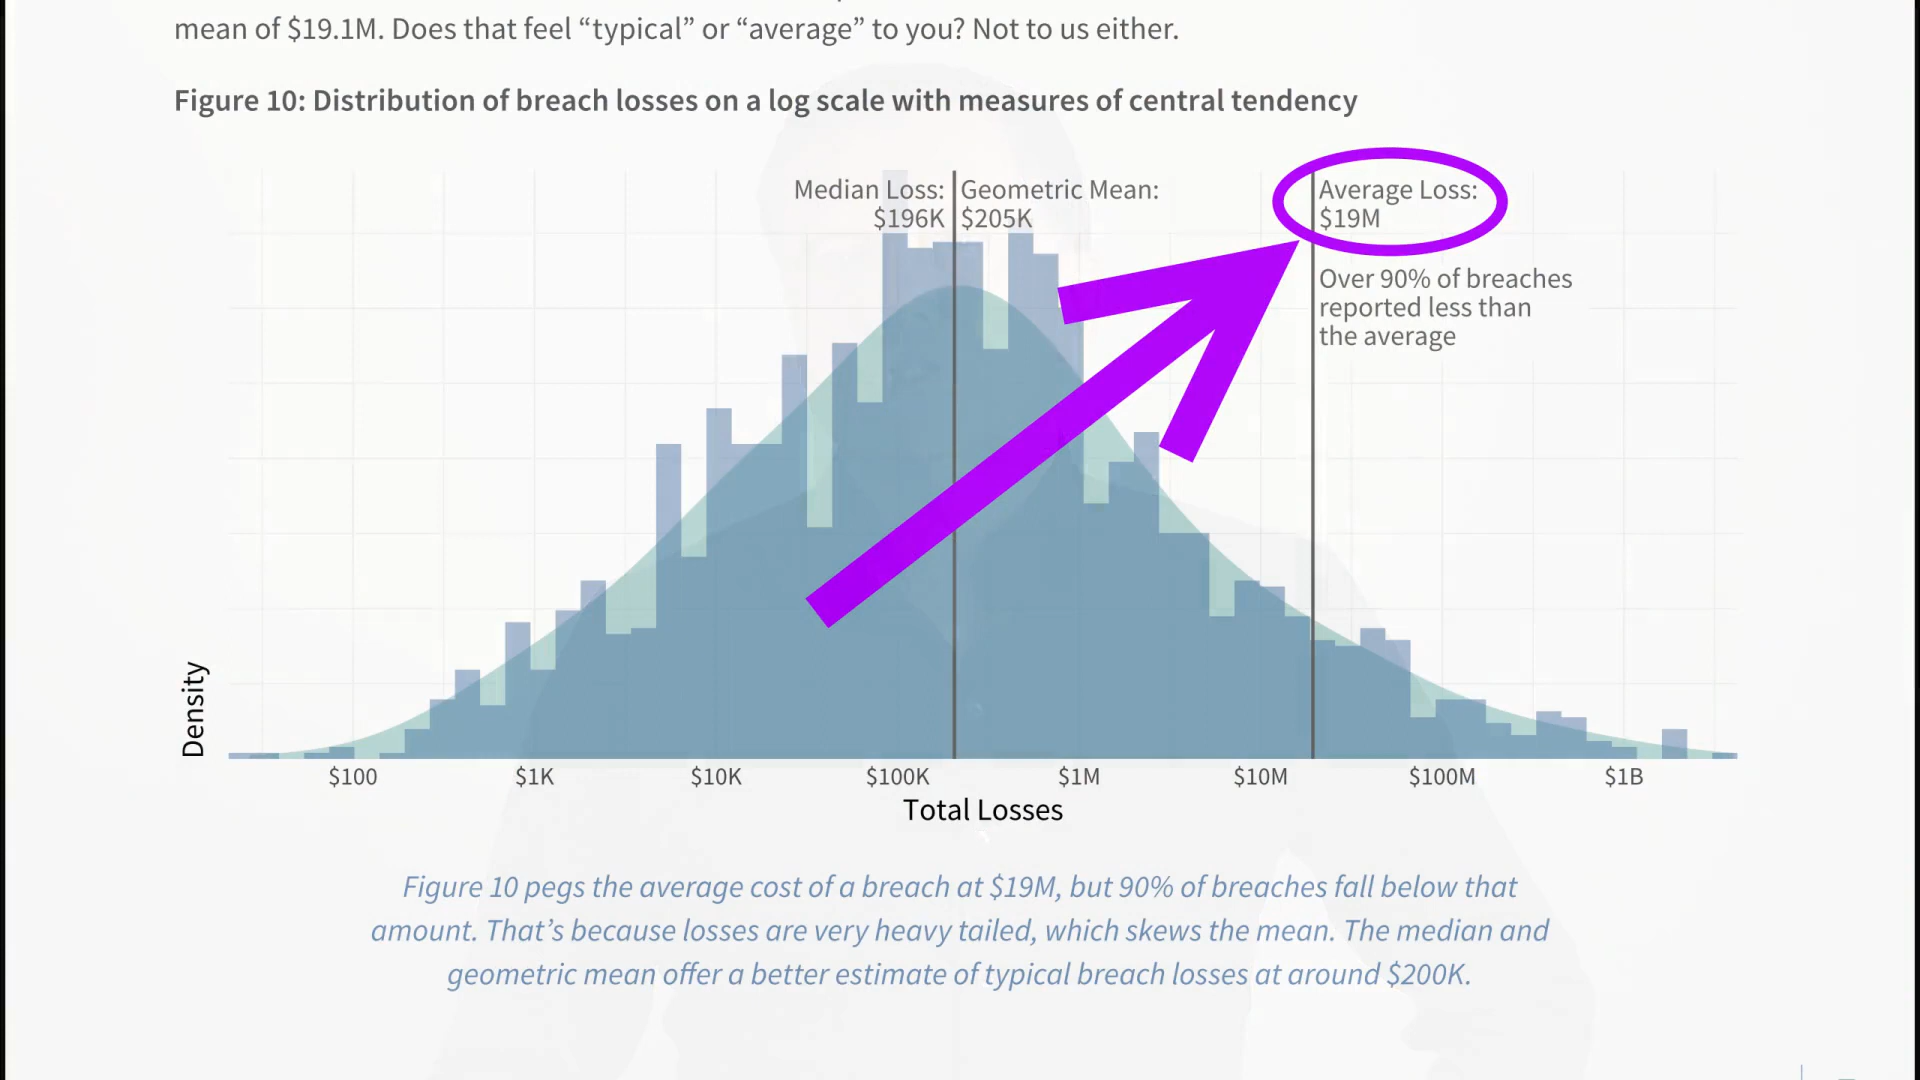 mean of $19.1M. Does that feel “typical” or “average” to you? Not to us either.
Figure 10: Distribution of breach losses on a log scale with measures of central tendency
Median Loss:
$196K
Geometric Mean:
$205K
Average Loss:
$19M
Over 90% of breaches
reported less than
the average
Density
$100 $1K $10K $100K $1M $10M $100M $1B
Total Losses
Figure 10 pegs the average cost of a breach at $19M, but 90% of breaches fall below that
amount. That’s because losses are very heavy tailed, which skews the mean. The median and
geometric mean offer a better estimate of typical breach losses at around $200K.